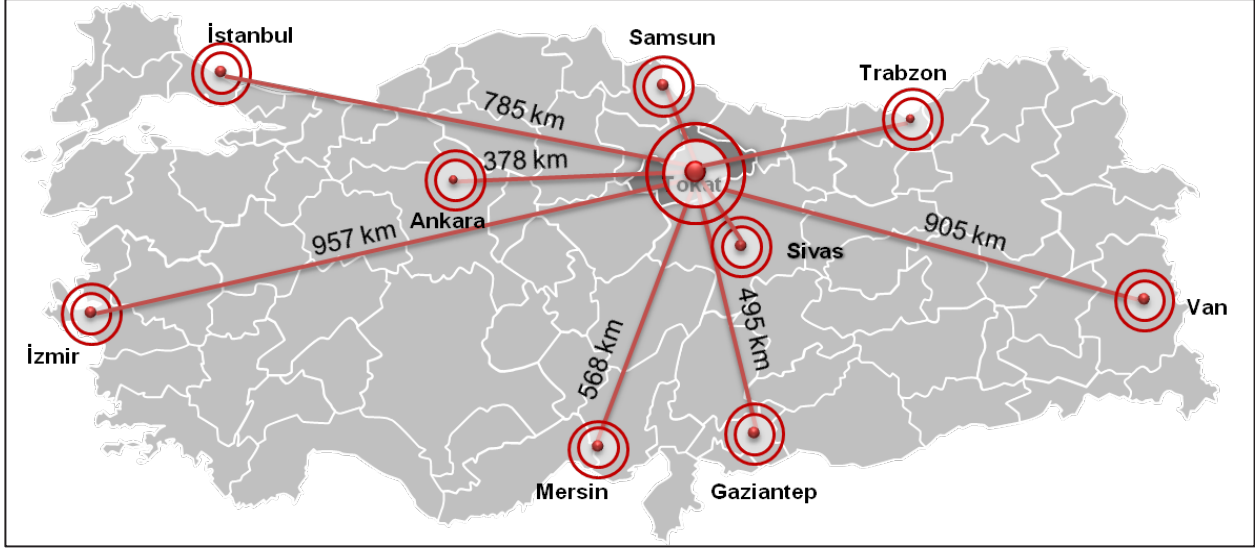 İstanbul
Samsun
Trabzon
785 km
378 km
Tokat
Ankara
957 km
905 km
Sivas
495 km
Van
568 km
İzmir
Mersin
Gaziantep